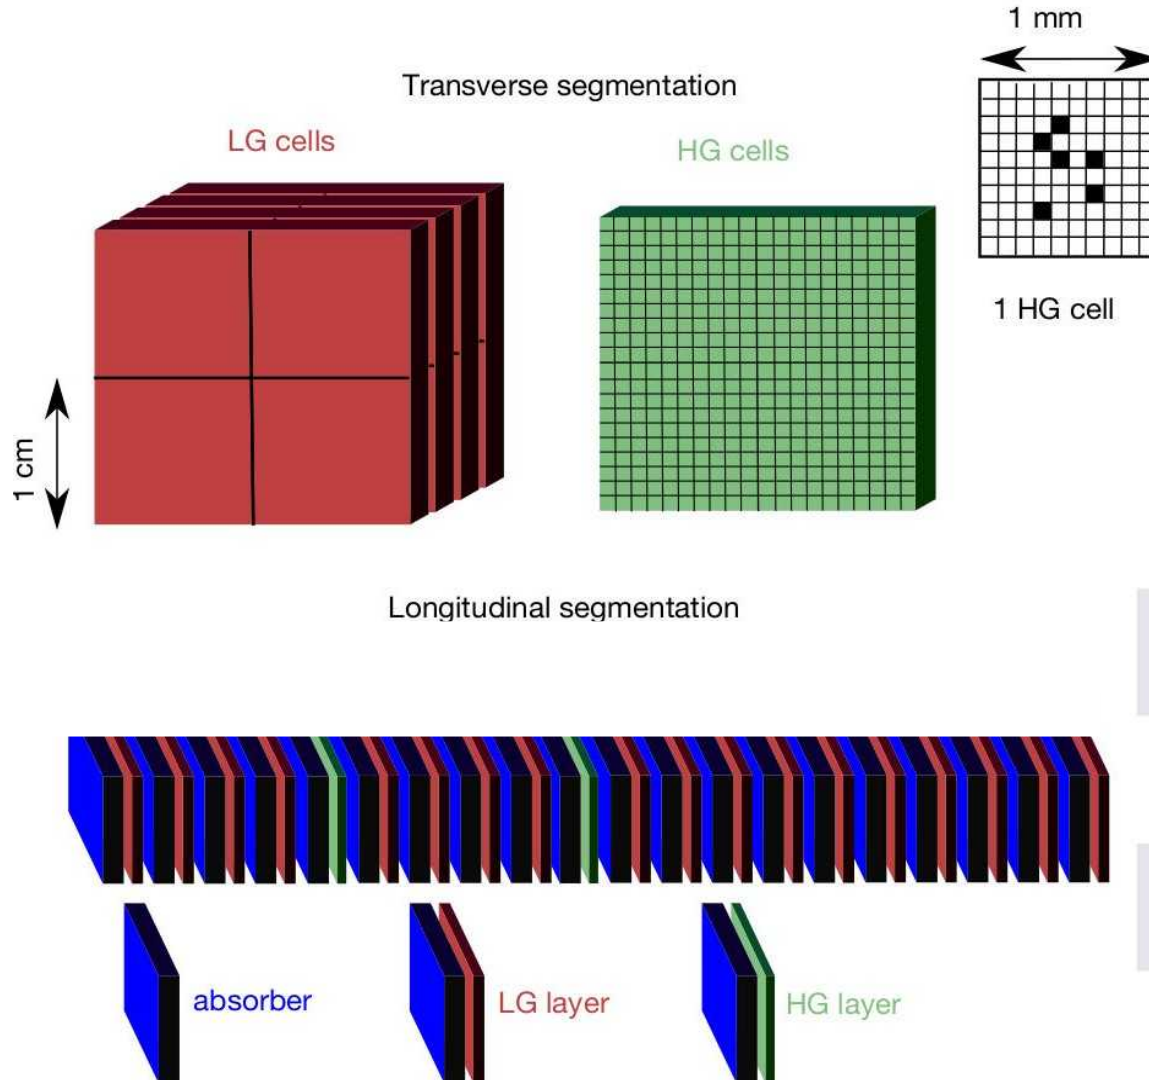 1 mm
Transverse segmentation
LG cells
HG cells
1 HG cell
1 cm
Longitudinal segmentation
absorber
LG layer
HG layer